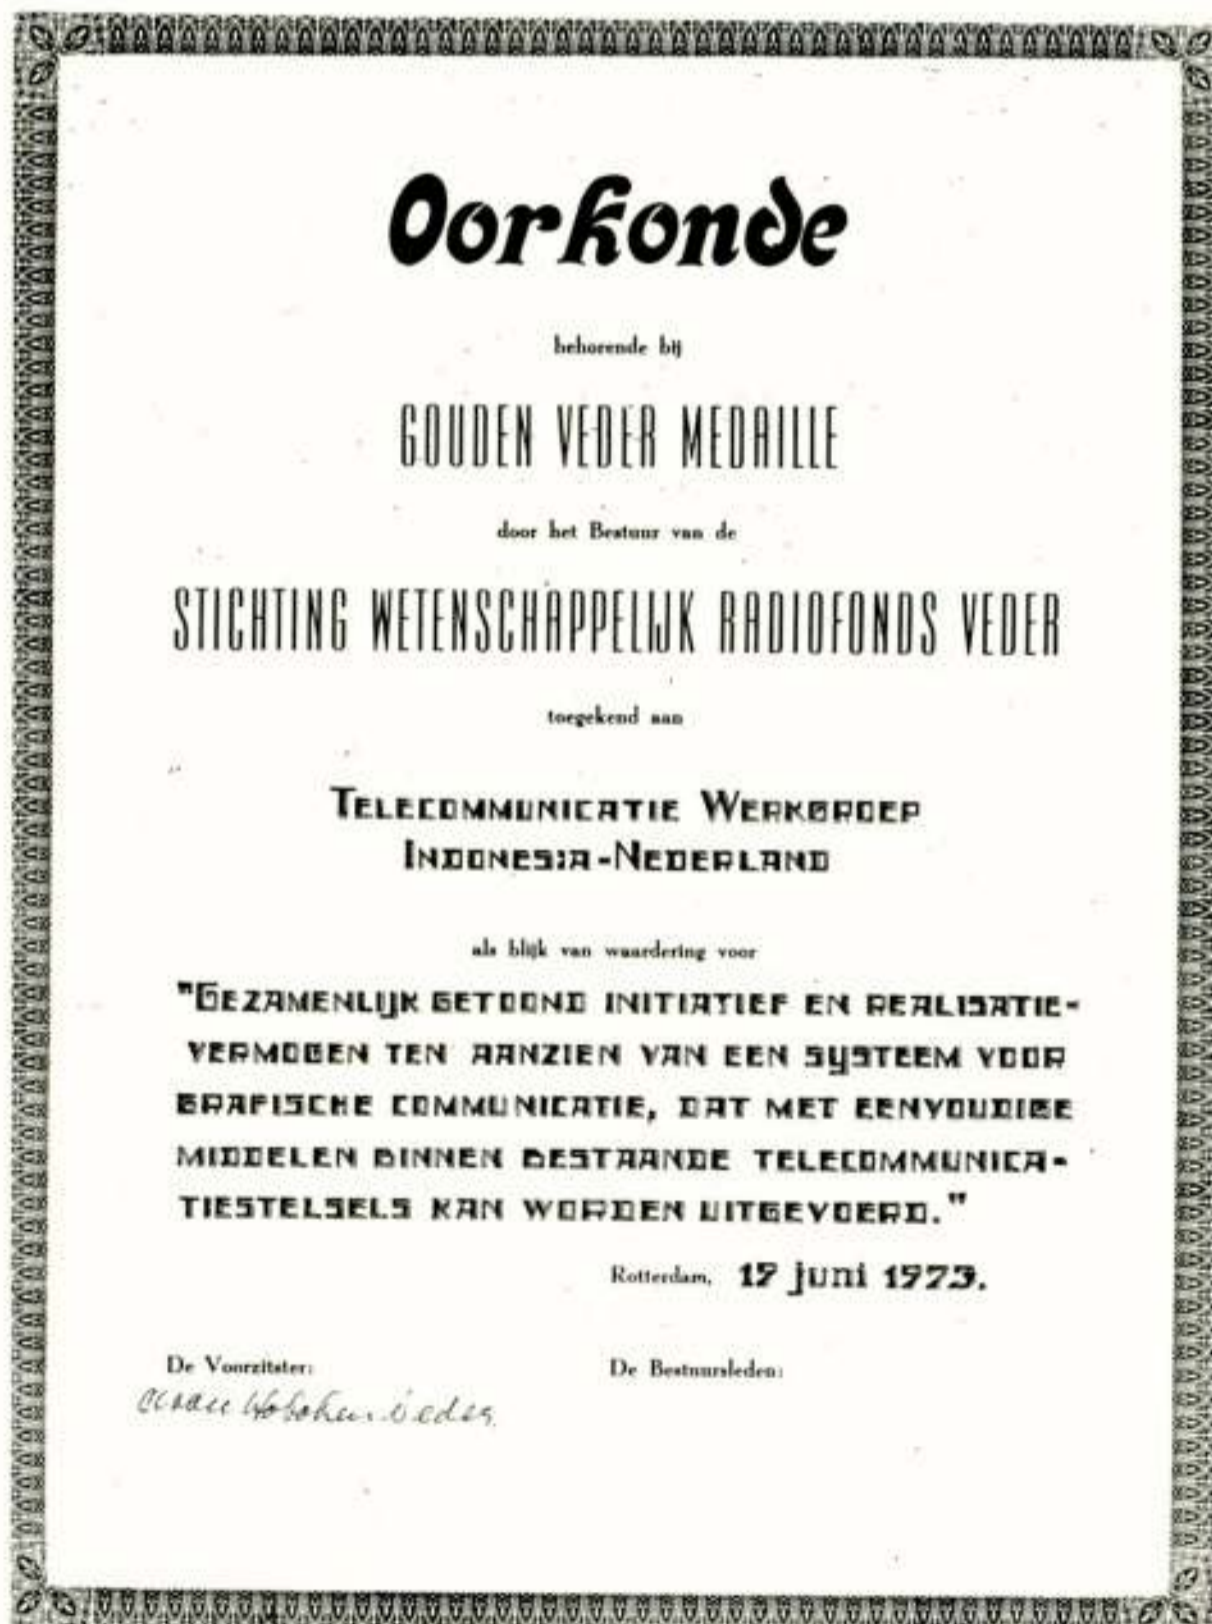 Oorkonde
behorende bij
GOUDEN VEDER MEDAILLE
door het Bestuur van de
STICHTING WETENSCHAPPELIJK RADIOFONDS VEDER
toegekend aan
TELECOMMUNICATIE WERKGROEP
INDONESIA-NEDERLAND
als blijk van waardering voor
"GEZAMENLIJK GETOOND INITIATIEF EN REALISATIE-
VERMOGEN TEN AANZIEN VAN EEN SYSTEEM VOOR
GRAFISCHE COMMUNICATIE, DAT MET EENVOUDIGE
MIDDELEN BINNEN BESTAANDE TELECOMMUNICA-
TIESTELSELS KAN WORDEN UITGEVOERD."
Rotterdam, 19 juni 1973.
De Voorzitster: De Bestuursleden:
Hoboken Veder